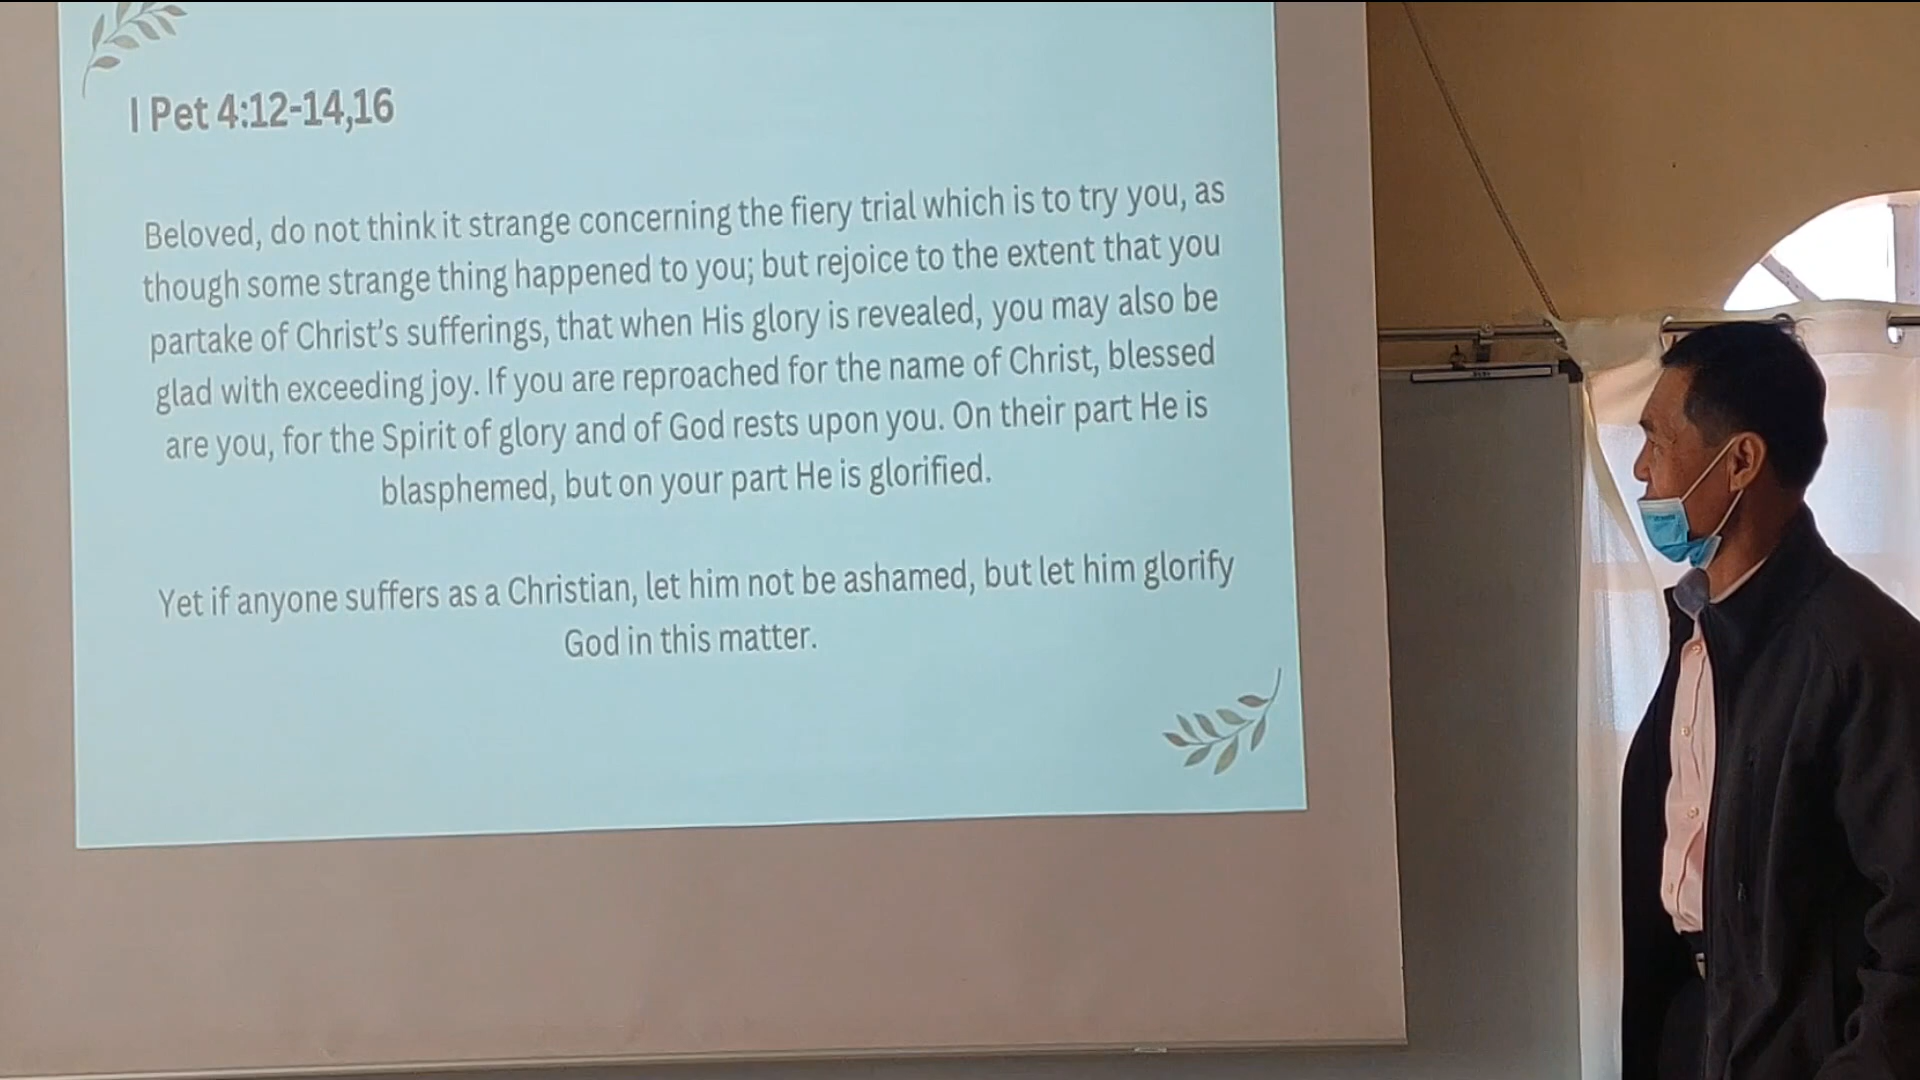 I Pet 4:12-14,16
Beloved, do not think it strange concerning the fiery trial which is to try you, as
though some strange thing happened to you; but rejoice to the extent that you
partake of Christ's sufferings, that when His glory is revealed, you may also be
glad with exceeding joy. If you are reproached for the name of Christ, blessed
are you, for the Spirit of glory and of God rests upon you. On their part He is
blasphemed, but on your part He is glorified.
Yet if anyone suffers as a Christian, let him not be ashamed, but let him glorify
God in this matter.